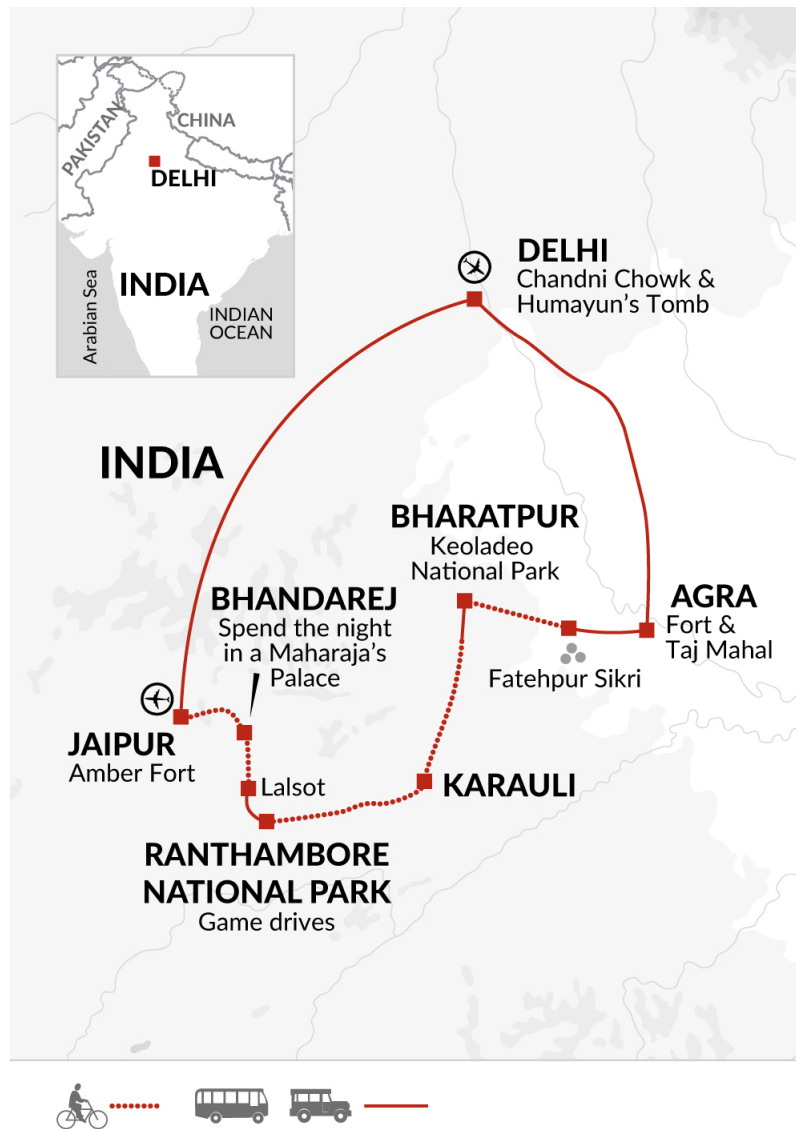 PAKISTAN
CHINA
DELHI
INDIA
Arabian Sea
INDIAN
OCEAN
DELHI
Chandni Chowk &
Humayun's Tomb
INDIA
BHARATPUR
Keoladeo
National Park
BHANDAREJ
Spend the night
in a Maharaja's
Palace
AGRA
Fort &
Taj Mahal
Fatehpur Sikri
JAIPUR
Amber Fort
Lalsot
KARAULI
RANTHAMBORE
NATIONAL PARK
Game drives